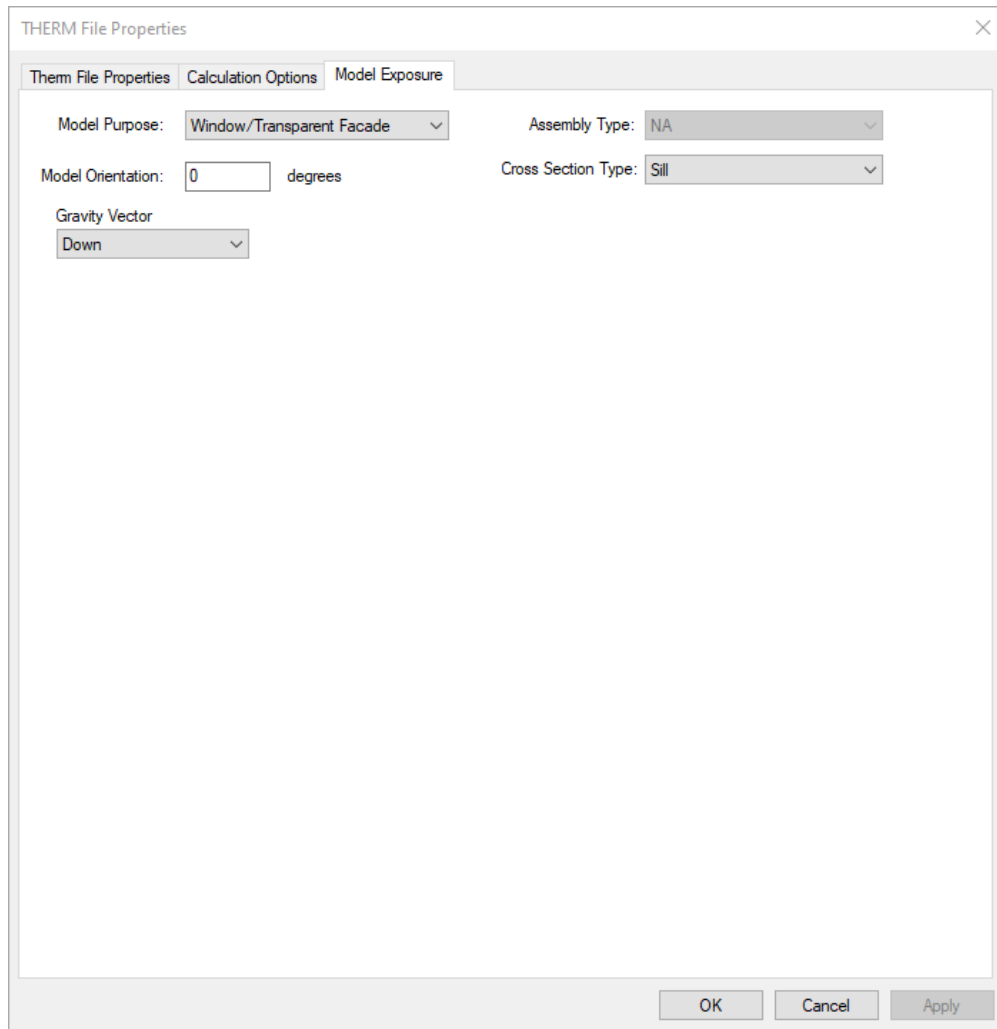 THERM File Properties
Therm File Properties Calculation Options Model Exposure
Model Purpose: Window/Transparent Facade Assembly Type: NA
Model Orientation: 0 degrees Cross Section Type: Sill
Gravity Vector
Down
OK Cancel Apply